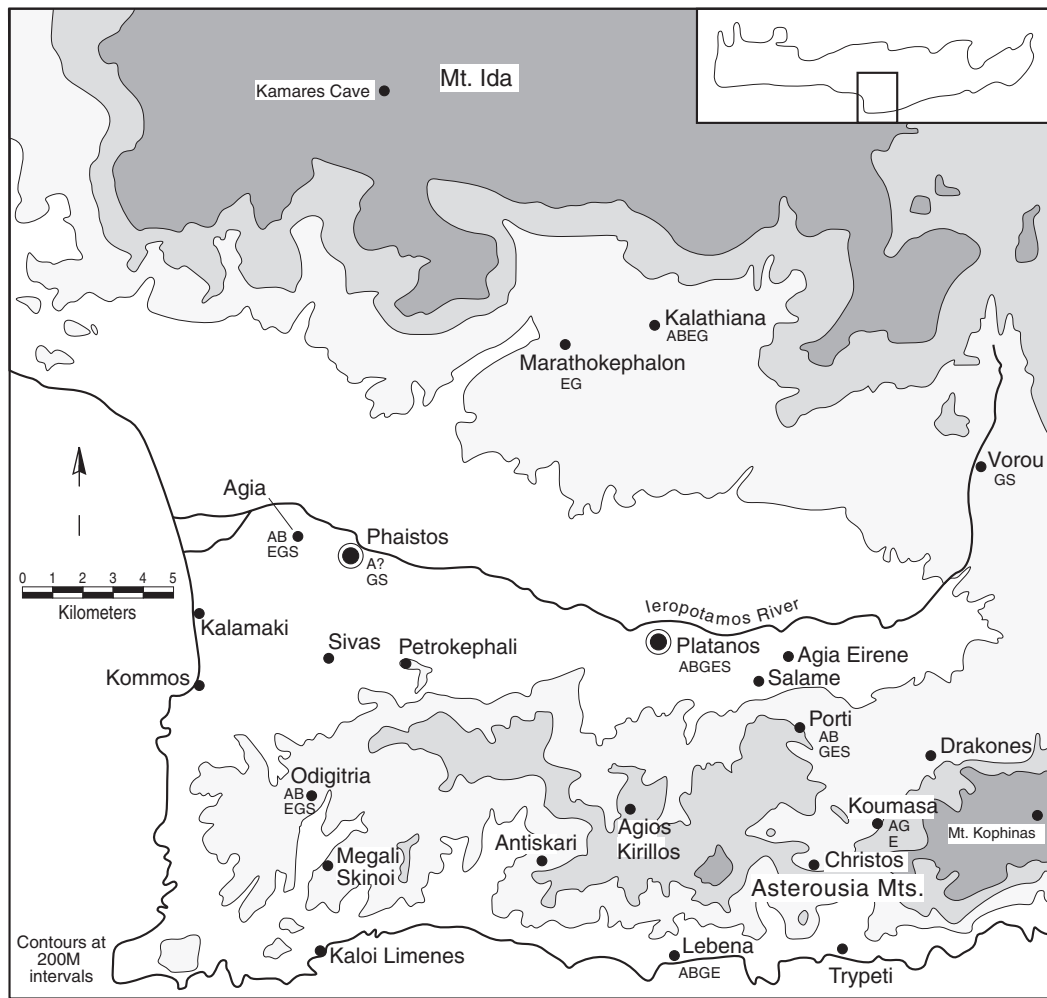 Mt. Ida
Kamares Cave
Kalathiana
ABEG
Marathokephalon
EG
Vorou
GS
Agia
AB
EGS
Phaistos
A?
GS
0 1 2 3 4 5
Kilometers
Ieropotamos River
Kalamaki
Sivas
Petrokephali
Platanos
ABGES
Agia Eirene
Salame
Kommos
Porti
AB
GES
Drakones
Odigitria
AB
EGS
Koumasa
AG
E
Mt. Kophinas
Agios
Kirillos
Antiskari
Megali
Skinoi
Christos
Asterousia Mts.
Contours at
200M
intervals
Kaloi Limenes
Lebena
ABGE
Trypeti